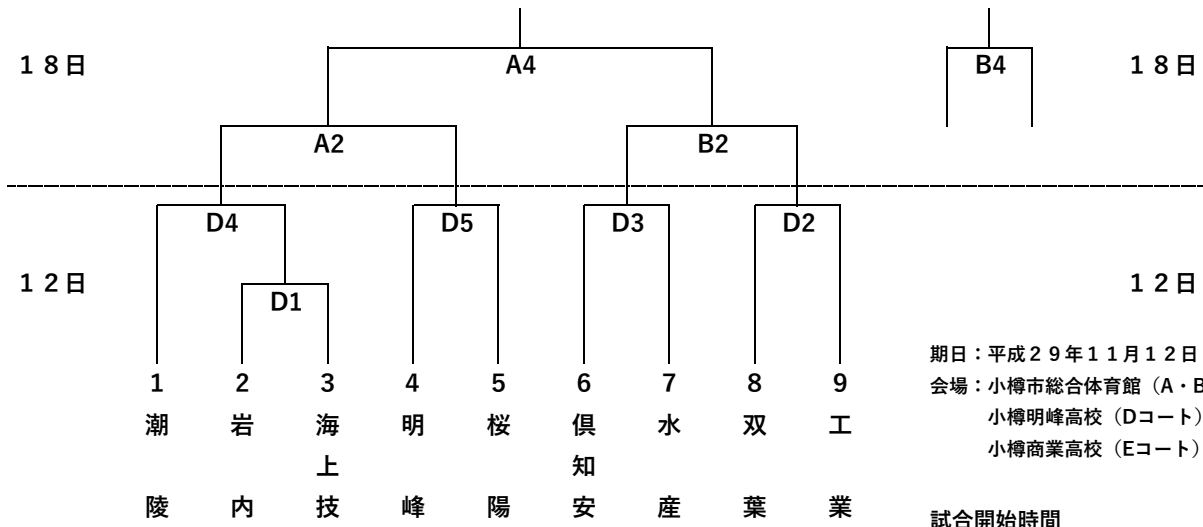 18日
A4
B4
18日
A2
B2
D4
D5
D3
D2
12日
D1
12日
1
2
3
4
5
6
7
8
9
潮陵
岩内
海上技
明峰
桜陽
倶知安
水産
双葉
工業
期日：平成29年11月12日
会場：小樽市総合体育館（A・B
小樽明峰高校（Dコート）
小樽商業高校（Eコート）
試合開始時間